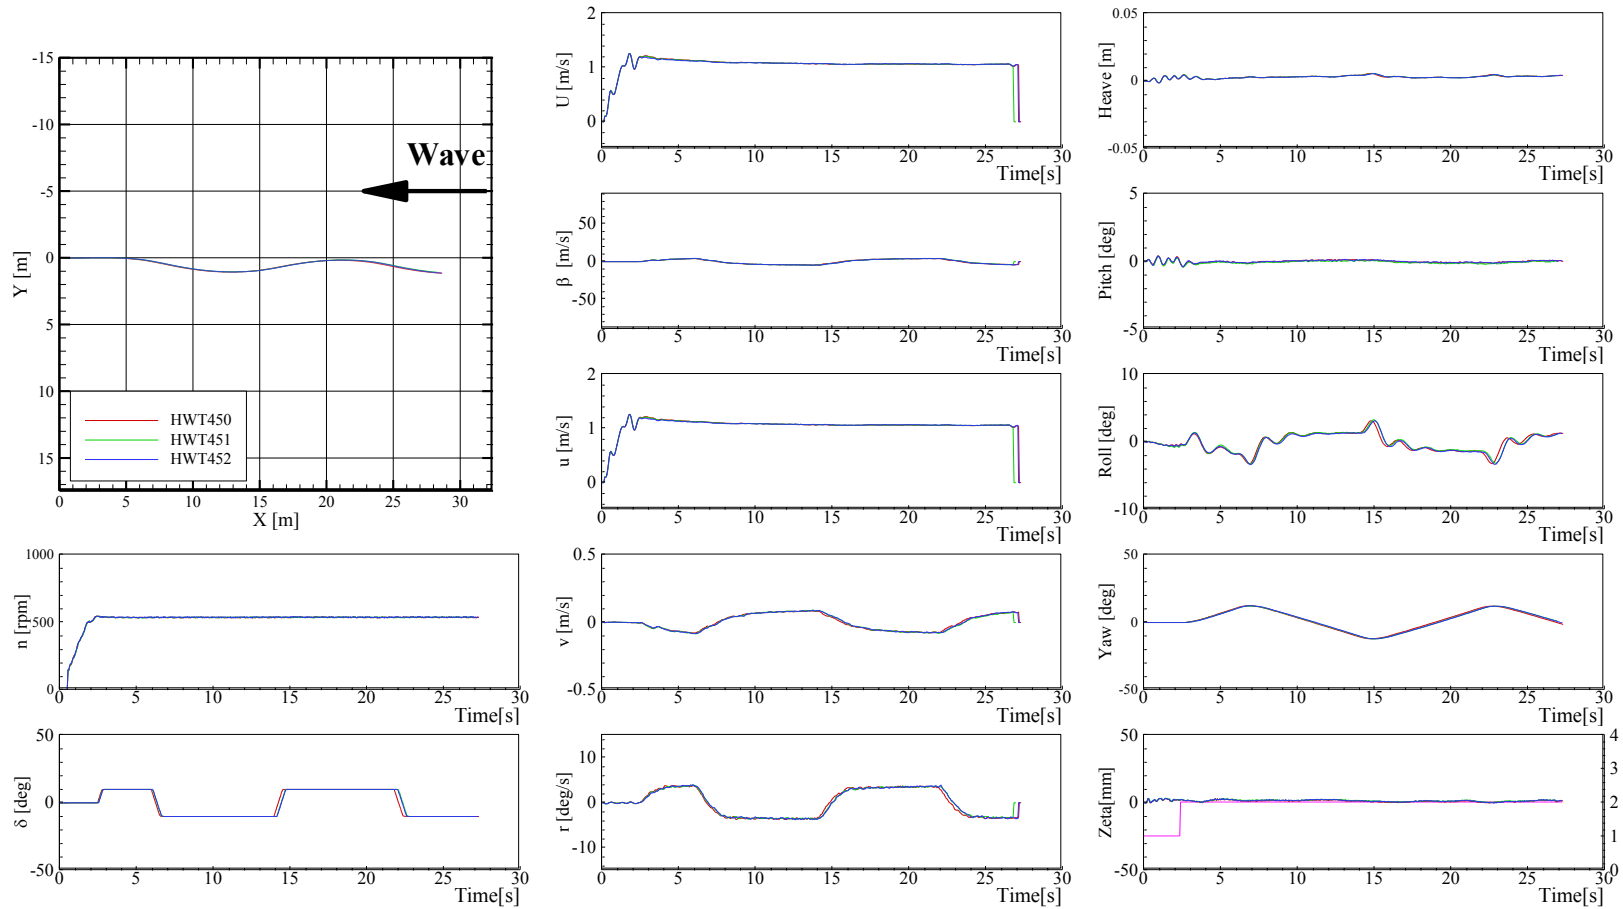 -15
-10
-5
0
5
10
15
Y [m]
Wave
HWT450
HWT451
HWT452
0 5 10 15 20 25 30
X [m]
2
1
0
U [m/s]
0 5 10 15 20 25 30
Time[s]
0.05
0
-0.05
Heave [m]
0 5 10 15 20 25 30
Time[s]
50
0
-50
β [m/s]
0 5 10 15 20 25 30
Time[s]
5
0
-5
Pitch [deg]
0 5 10 15 20 25 30
Time[s]
2
1
0
u [m/s]
0 5 10 15 20 25 30
Time[s]
10
0
-10
Roll [deg]
0 5 10 15 20 25 30
Time[s]
1000
500
0
n [rpm]
0 5 10 15 20 25 30
Time[s]
0.5
0
-0.5
v [m/s]
0 5 10 15 20 25 30
Time[s]
50
0
-50
Yaw [deg]
0 5 10 15 20 25 30
Time[s]
50
0
-50
δ [deg]
0 5 10 15 20 25 30
Time[s]
10
0
-10
r [deg/s]
0 5 10 15 20 25 30
Time[s]
50
0
-50
Zeta[mm]
4
3
2
1
0
0 5 10 15 20 25 30
Time[s]